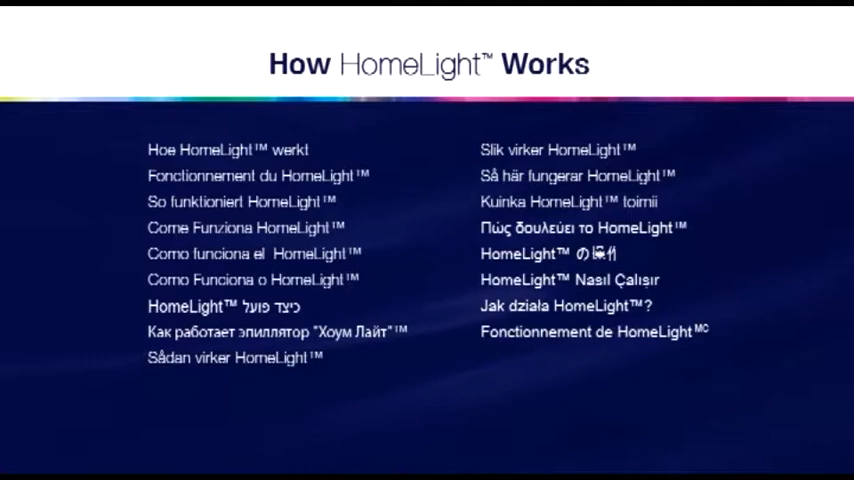 How HomeLight™ Works
Hoe HomeLight™ werkt
Fonctionnement du HomeLight™
So funktioniert HomeLight™
Come Funziona HomeLight™
Como funciona el HomeLight™
Como Funciona o HomeLight™
כיצד פועל HomeLight™
Как работает эпиллятор "Хоум Лайт"™
Sådan virker HomeLight™
Slik virker HomeLight™
Så här fungerar HomeLight™
Kuinka HomeLight™ toimii
Πώς δουλεύει το HomeLight™
HomeLight™ の
HomeLight™ Nasıl Çalışır
Jak działa HomeLight™?
Fonctionnement de HomeLight MC